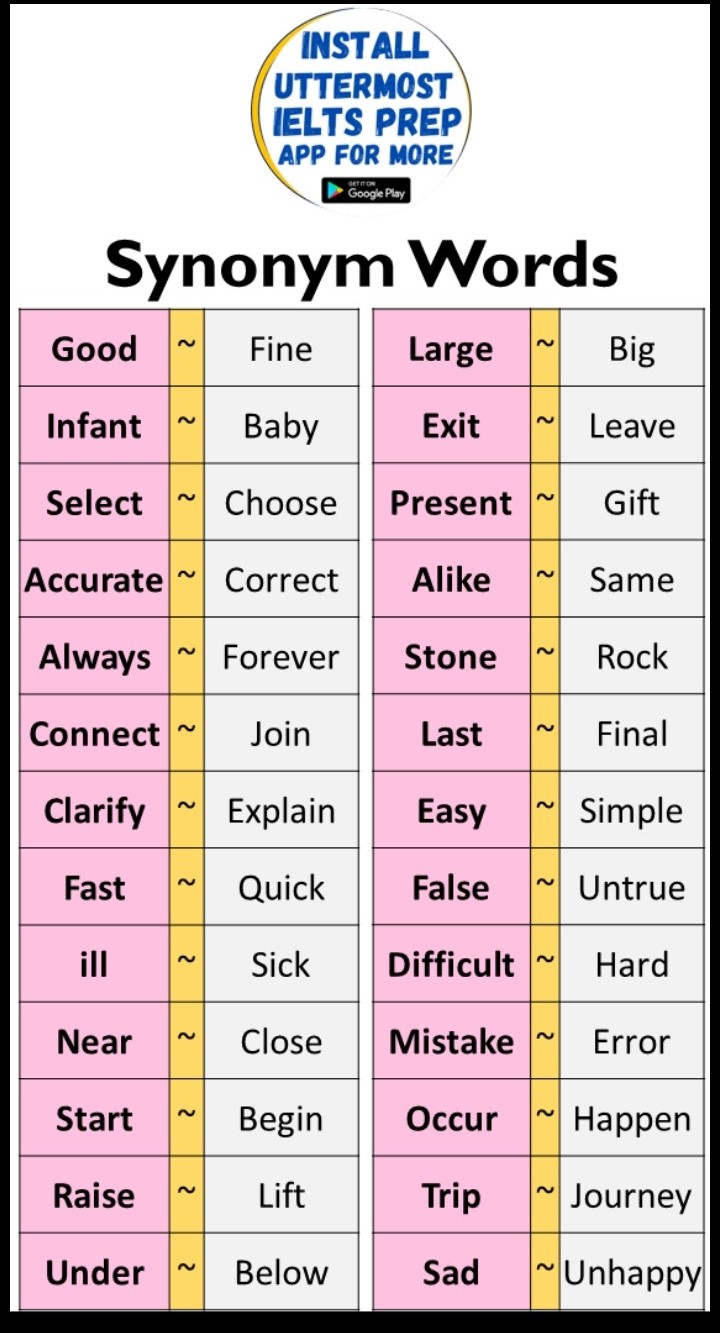 INSTALL
UTTERMOST
IELTS PREP
APP FOR MORE
GET IT ON
Google Play
Synonym Words
Good ~ Fine
Infant ~ Baby
Select ~ Choose
Accurate ~ Correct
Always ~ Forever
Connect ~ Join
Clarify ~ Explain
Fast ~ Quick
ill ~ Sick
Near ~ Close
Start ~ Begin
Raise ~ Lift
Under ~ Below
Large ~ Big
Exit ~ Leave
Present ~ Gift
Alike ~ Same
Stone ~ Rock
Last ~ Final
Easy ~ Simple
False ~ Untrue
Difficult ~ Hard
Mistake ~ Error
Occur ~ Happen
Trip ~ Journey
Sad ~ Unhappy